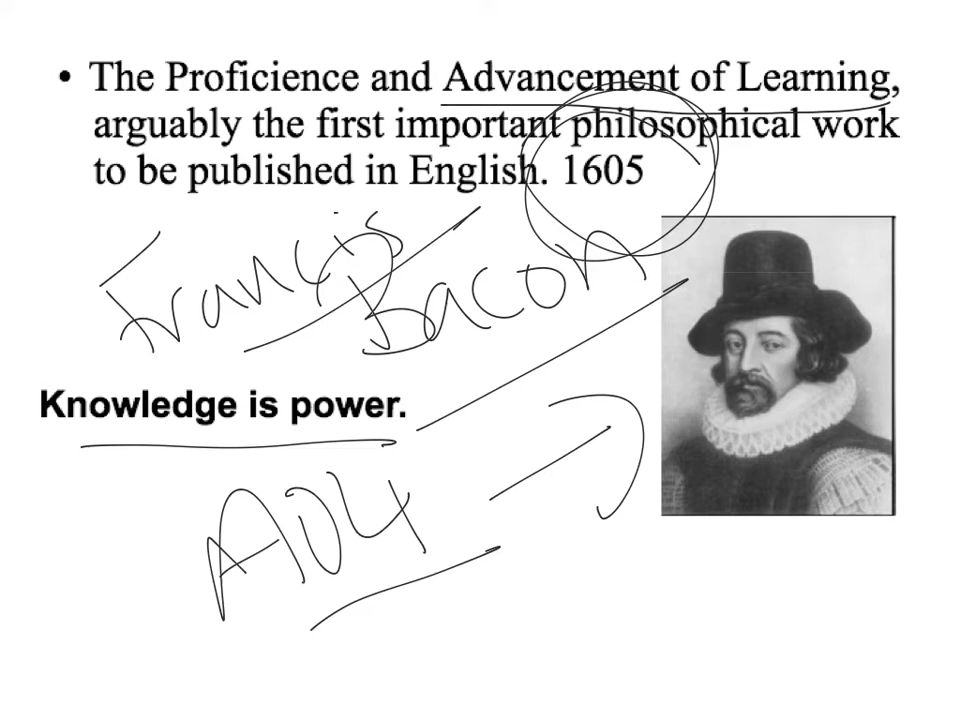 • The Proficience and Advancement of Learning,
arguably the first important philosophical work
to be published in English. 1605
Francis
Bacon
Knowledge is power.
A04